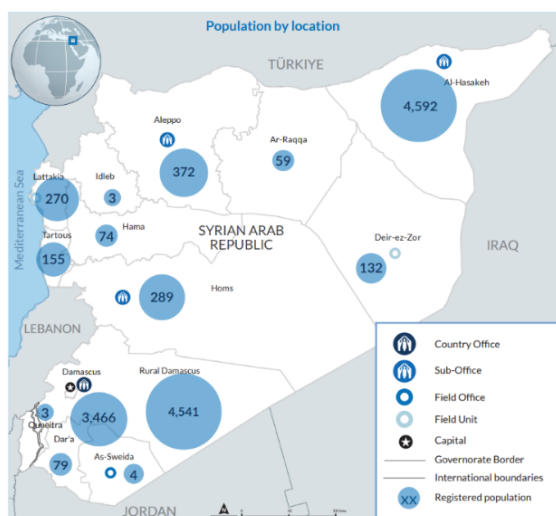 Population by location
TÜRKIYE
Al-Hasakeh
4,592
Aleppo
372
Ar-Raqqa
59
Lattakia
270
Idleb
3
Mediterranean Sea
Hama
74
SYRIAN ARAB
REPUBLIC
Tartous
155
Deir-ez-Zor
132
IRAQ
Homs
289
LEBANON
Damascus
3,466
Rural Damascus
4,541
3
Quneitra
Dar'a
79
As-Sweida
4
JORDAN
Country Office
Sub-Office
Field Office
Field Unit
Capital
Governorate Border
International boundaries
XX
Registered population